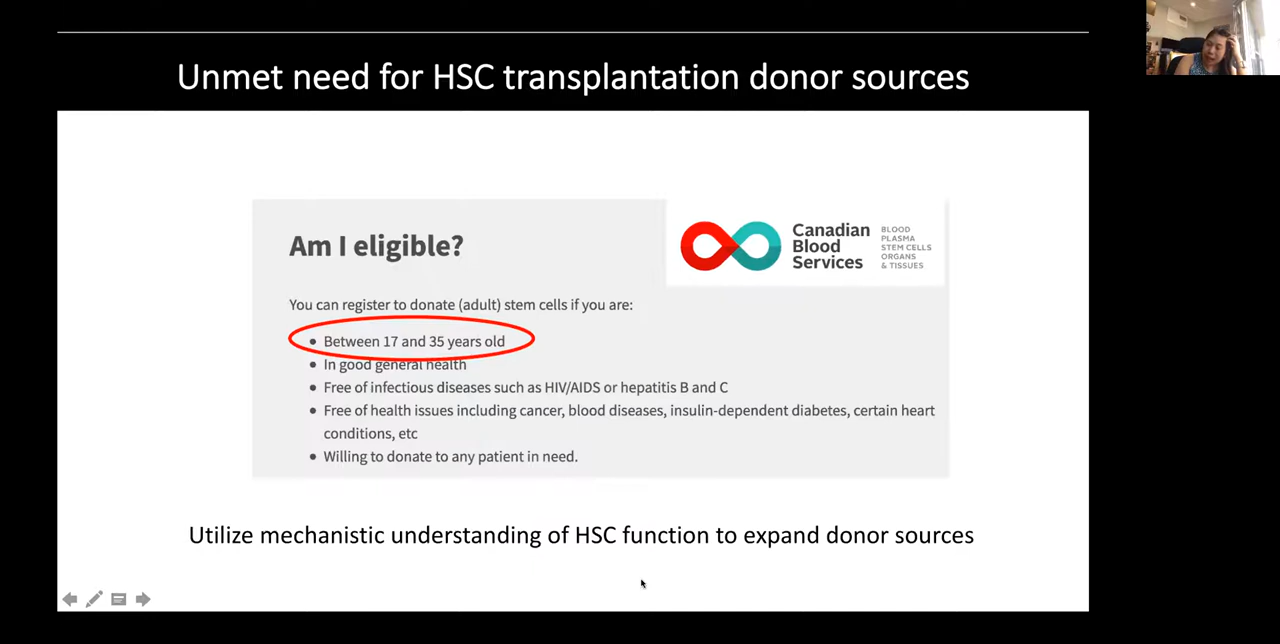 Unmet need for HSC transplantation donor sources
Am I eligible?
Canadian
Blood
Services
BLOOD
PLASMA
STEM CELLS
ORGANS
& TISSUES
You can register to donate (adult) stem cells if you are:
• Between 17 and 35 years old
• In good general health
• Free of infectious diseases such as HIV/AIDS or hepatitis B and C
• Free of health issues including cancer, blood diseases, insulin-dependent diabetes, certain heart
conditions, etc
• Willing to donate to any patient in need.
Utilize mechanistic understanding of HSC function to expand donor sources